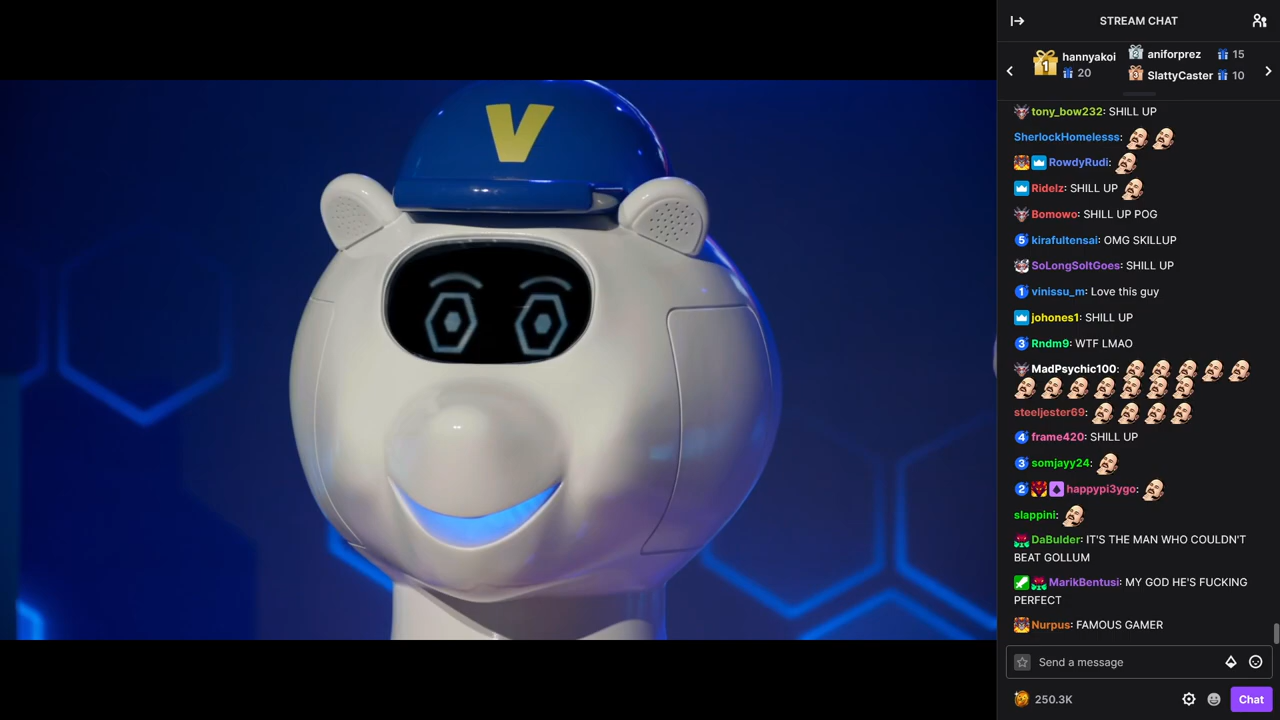 STREAM CHAT
hannyakoi
20
aniforprez 15
SlattyCaster 10
V
tony_bow232: SHILL UP
SherlockHomelesss:
RowdyRudi:
Ridelz: SHILL UP
Bomowo: SHILL UP POG
kirafultensai: OMG SKILLUP
SoLongSoltGoes: SHILL UP
vinissu_m: Love this guy
johones1: SHILL UP
Rndm9: WTF LMAO
MadPsychic100:
steeljester69:
frame420: SHILL UP
somjayy24:
happypi3ygo:
slappini:
DaBulder: IT'S THE MAN WHO COULDN'T
BEAT GOLLUM
MarikBentusi: MY GOD HE'S FUCKING
PERFECT
Nurpus: FAMOUS GAMER
Send a message
250.3K
Chat